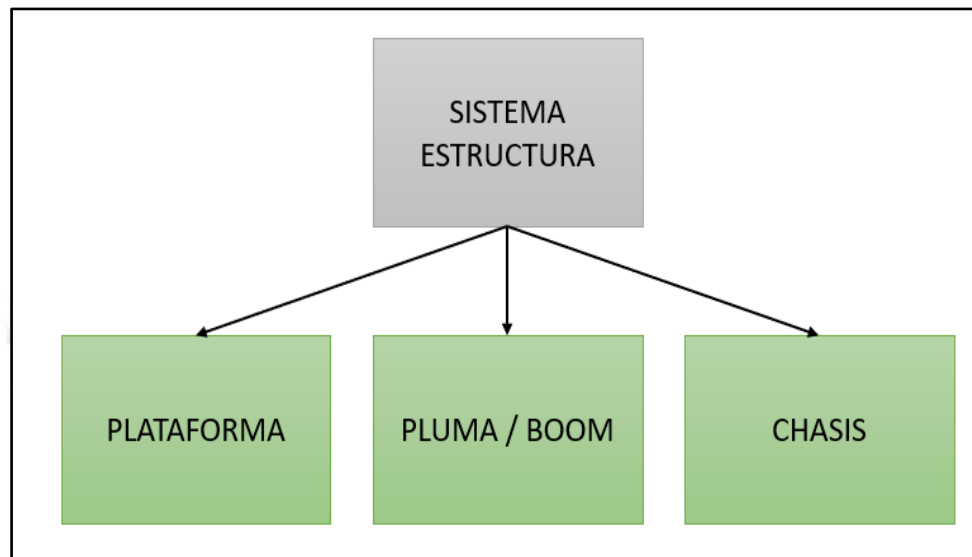 SISTEMA
ESTRUCTURA
PLATAFORMA
PLUMA / BOOM
CHASIS